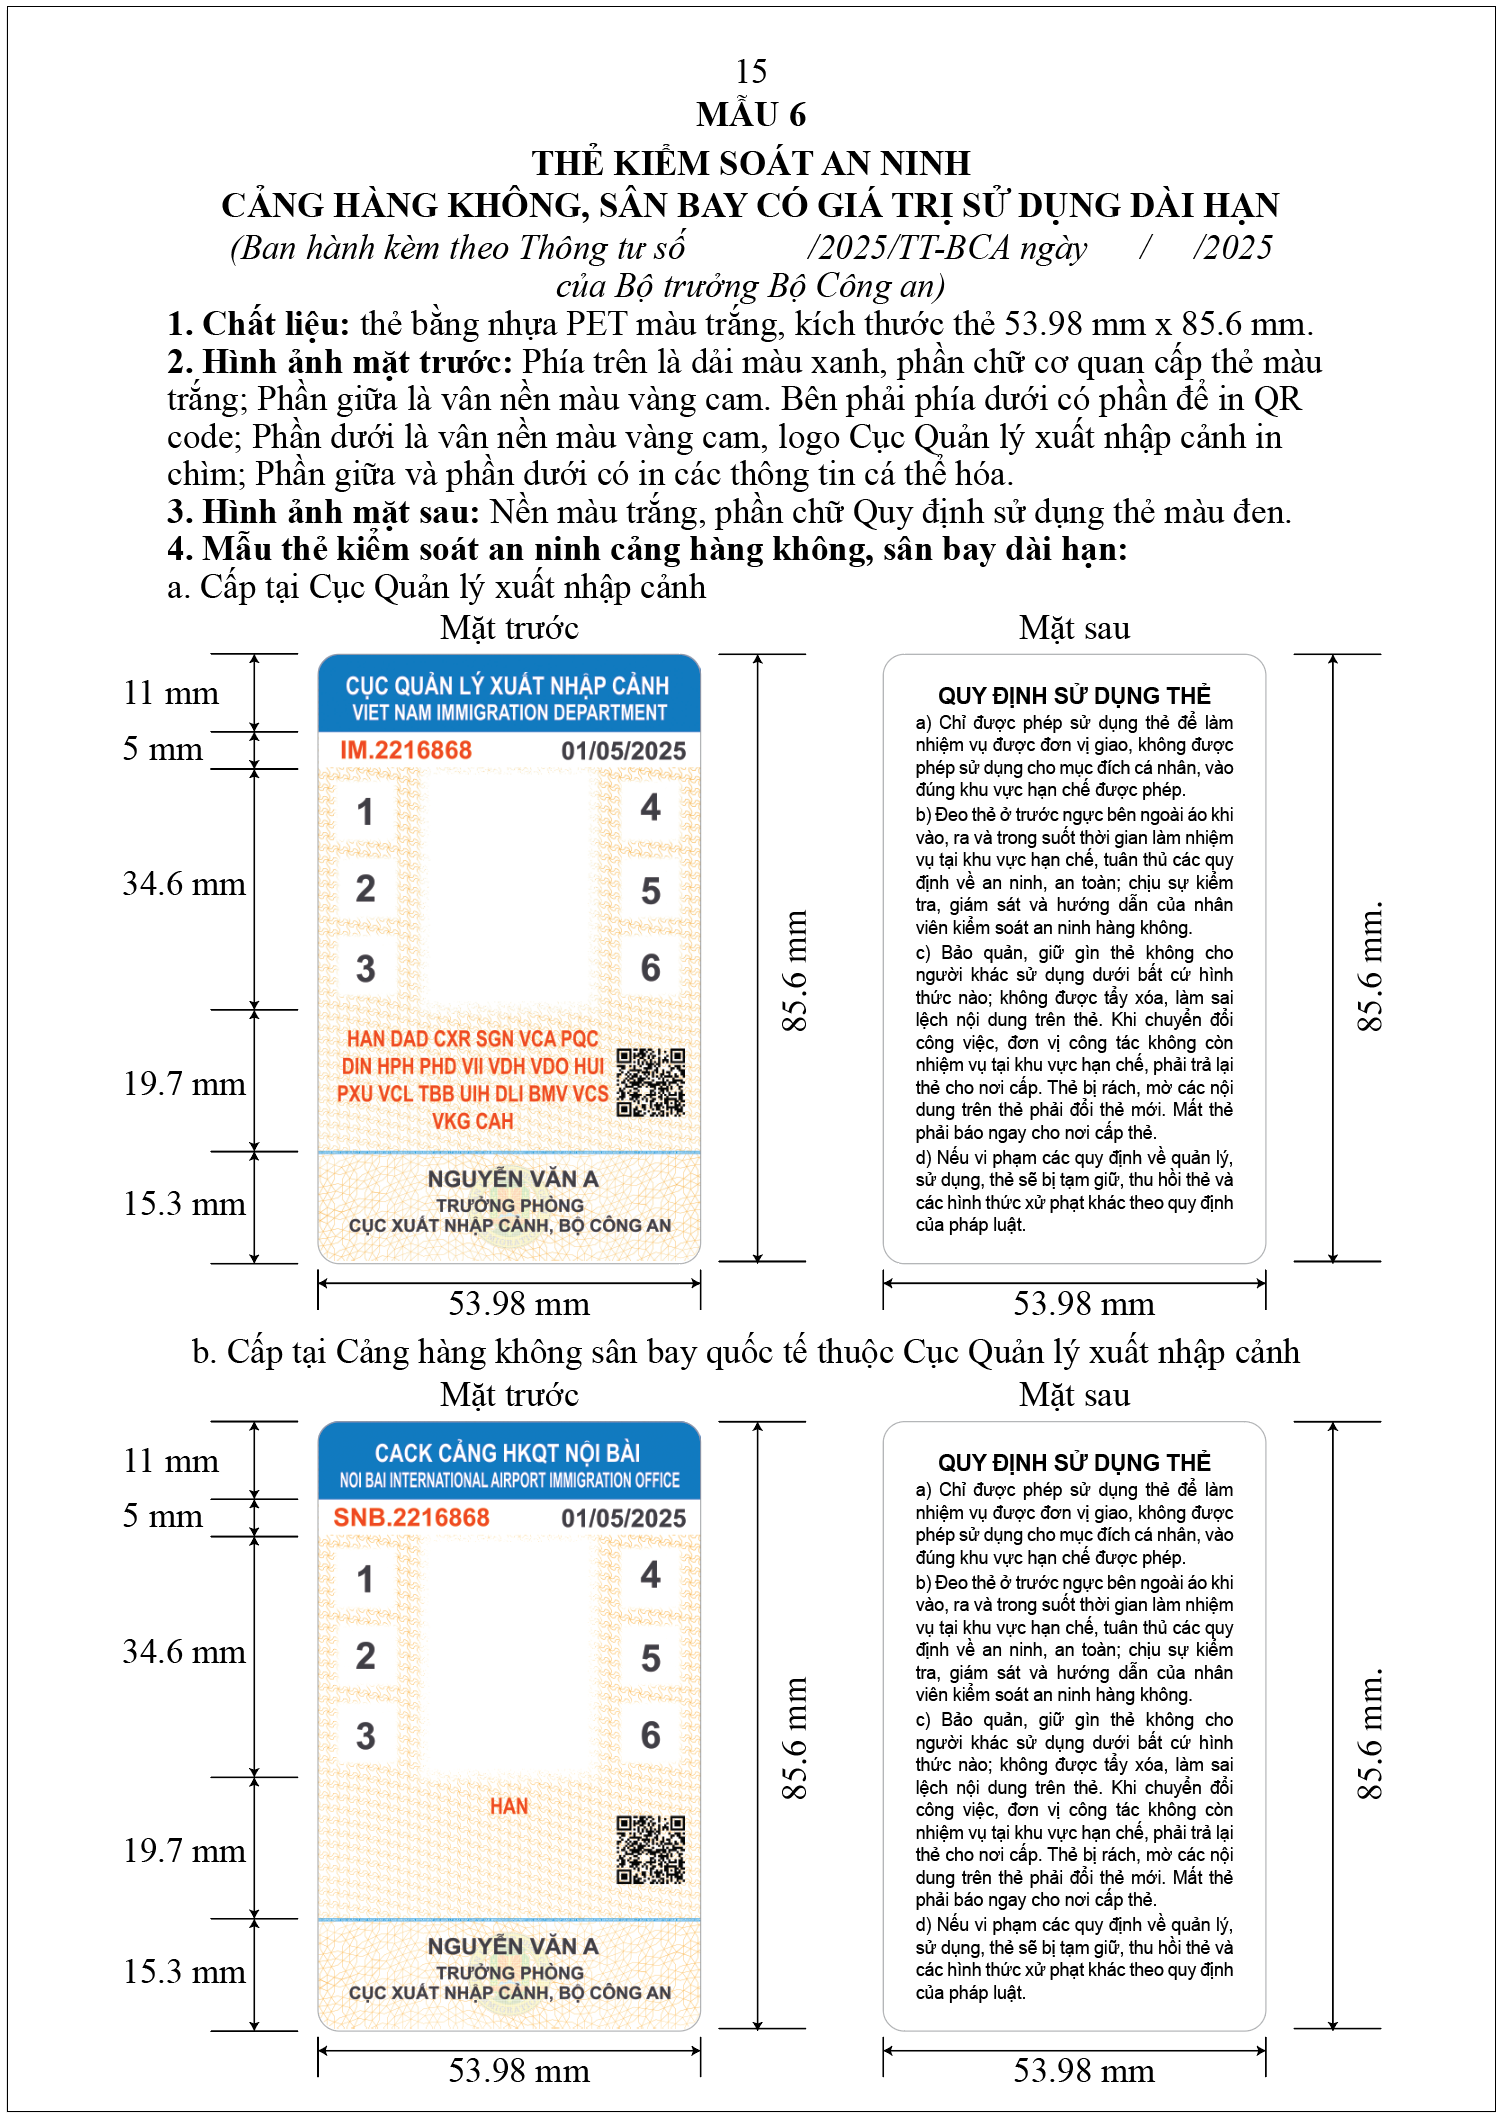 15
MẪU 6
THẺ KIỂM SOÁT AN NINH
CẢNG HÀNG KHÔNG, SÂN BAY CÓ GIÁ TRỊ SỬ DỤNG DÀI HẠN
(Ban hành kèm theo Thông tư số /2025/TT-BCA ngày / /2025
của Bộ trưởng Bộ Công an)
1. Chất liệu: thẻ bằng nhựa PET màu trắng, kích thước thẻ 53.98 mm x 85.6 mm.
2. Hình ảnh mặt trước: Phía trên là dải màu xanh, phần chữ cơ quan cấp thẻ màu
trắng; Phần giữa là vân nền màu vàng cam. Bên phải phía dưới có phần để in QR
code; Phần dưới là vân nền màu vàng cam, logo Cục Quản lý xuất nhập cảnh in
chìm; Phần giữa và phần dưới có in các thông tin cá thể hóa.
3. Hình ảnh mặt sau: Nền màu trắng, phần chữ Quy định sử dụng thẻ màu đen.
4. Mẫu thẻ kiểm soát an ninh cảng hàng không, sân bay dài hạn:
a. Cấp tại Cục Quản lý xuất nhập cảnh
Mặt trước
11 mm
5 mm
34.6 mm
19.7 mm
15.3 mm
CỤC QUẢN LÝ XUẤT NHẬP CẢNH
VIET NAM IMMIGRATION DEPARTMENT
IM.2216868 01/05/2025
1 4
2 5
3 6
HAN DAD CXR SGN VCA PQC
DIN HPH PHD VII VDH VDO HUI
PXU VCL TBB UIH DLI BMV VCS
VKG CAH
NGUYỄN VĂN A
TRƯỞNG PHÒNG
CỤC XUẤT NHẬP CẢNH, BỘ CÔNG AN
85.6 mm
53.98 mm
Mặt sau
QUY ĐỊNH SỬ DỤNG THẺ
a) Chỉ được phép sử dụng thẻ để làm
nhiệm vụ được đơn vị giao, không được
phép sử dụng cho mục đích cá nhân, vào
đúng khu vực hạn chế được phép.
b) Đeo thẻ ở trước ngực bên ngoài áo khi
vào, ra và trong suốt thời gian làm nhiệm
vụ tại khu vực hạn chế, tuân thủ các quy
định về an ninh, an toàn; chịu sự kiểm
tra, giám sát và hướng dẫn của nhân
viên kiểm soát an ninh hàng không.
c) Bảo quản, giữ gìn thẻ không cho
người khác sử dụng dưới bất cứ hình
thức nào; không được tẩy xóa, làm sai
lệch nội dung trên thẻ. Khi chuyển đổi
công việc, đơn vị công tác không còn
nhiệm vụ tại khu vực hạn chế, phải trả lại
thẻ cho nơi cấp. Thẻ bị rách, mờ các nội
dung trên thẻ phải đổi thẻ mới. Mất thẻ
phải báo ngay cho nơi cấp thẻ.
d) Nếu vi phạm các quy định về quản lý,
sử dụng, thẻ sẽ bị tạm giữ, thu hồi thẻ và
các hình thức xử phạt khác theo quy định
của pháp luật.
85.6 mm.
53.98 mm
b. Cấp tại Cảng hàng không sân bay quốc tế thuộc Cục Quản lý xuất nhập cảnh
Mặt trước
11 mm
5 mm
34.6 mm
19.7 mm
15.3 mm
CACK CẢNG HKQT NỘI BÀI
NOI BAI INTERNATIONAL AIRPORT IMMIGRATION OFFICE
SNB.2216868 01/05/2025
1 4
2 5
3 6
HAN
NGUYỄN VĂN A
TRƯỞNG PHÒNG
CỤC XUẤT NHẬP CẢNH, BỘ CÔNG AN
85.6 mm
53.98 mm
Mặt sau
QUY ĐỊNH SỬ DỤNG THẺ
a) Chỉ được phép sử dụng thẻ để làm
nhiệm vụ được đơn vị giao, không được
phép sử dụng cho mục đích cá nhân, vào
đúng khu vực hạn chế được phép.
b) Đeo thẻ ở trước ngực bên ngoài áo khi
vào, ra và trong suốt thời gian làm nhiệm
vụ tại khu vực hạn chế, tuân thủ các quy
định về an ninh, an toàn; chịu sự kiểm
tra, giám sát và hướng dẫn của nhân
viên kiểm soát an ninh hàng không.
c) Bảo quản, giữ gìn thẻ không cho
người khác sử dụng dưới bất cứ hình
thức nào; không được tẩy xóa, làm sai
lệch nội dung trên thẻ. Khi chuyển đổi
công việc, đơn vị công tác không còn
nhiệm vụ tại khu vực hạn chế, phải trả lại
thẻ cho nơi cấp. Thẻ bị rách, mờ các nội
dung trên thẻ phải đổi thẻ mới. Mất thẻ
phải báo ngay cho nơi cấp thẻ.
d) Nếu vi phạm các quy định về quản lý,
sử dụng, thẻ sẽ bị tạm giữ, thu hồi thẻ và
các hình thức xử phạt khác theo quy định
của pháp luật.
85.6 mm.
53.98 mm